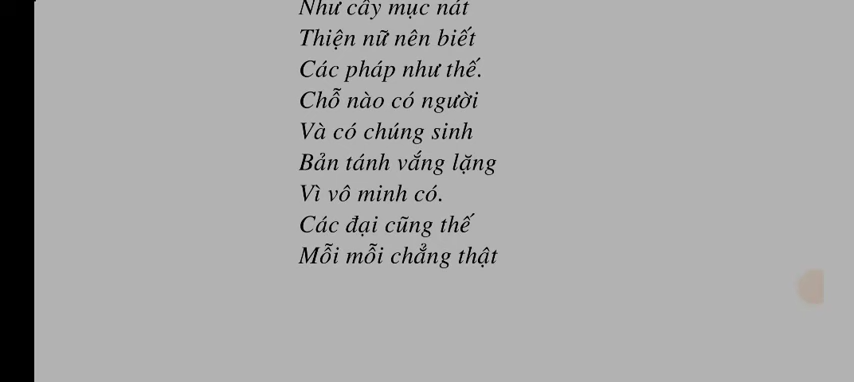 Như cây mục nát
Thiện nữ nên biết
Các pháp như thế.
Chỗ nào có người
Và có chúng sinh
Bản tánh vắng lặng
Vì vô minh có.
Các đại cũng thế
Mỗi mỗi chẳng thật